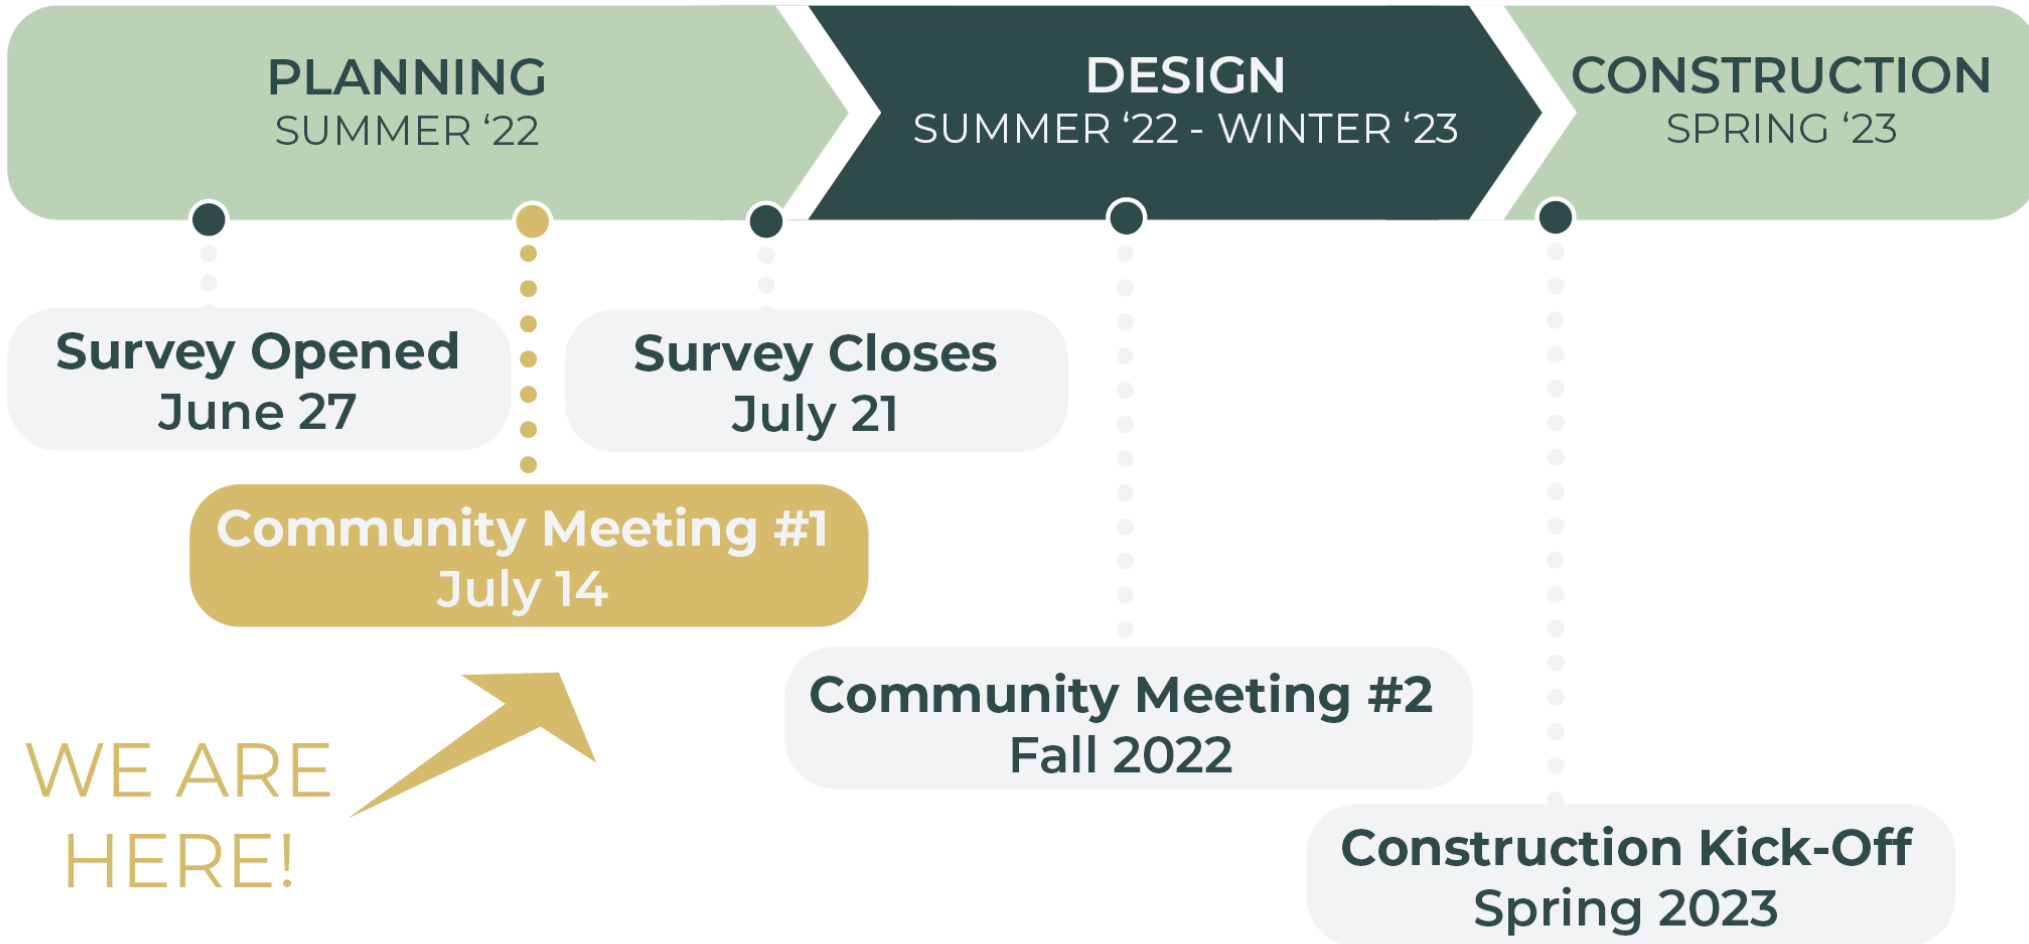 PLANNING
SUMMER ‘22
DESIGN
SUMMER ‘22 - WINTER ‘23
CONSTRUCTION
SPRING ‘23
Survey Opened
June 27
Survey Closes
July 21
Community Meeting #1
July 14
Community Meeting #2
Fall 2022
WE ARE
HERE!
Construction Kick-Off
Spring 2023